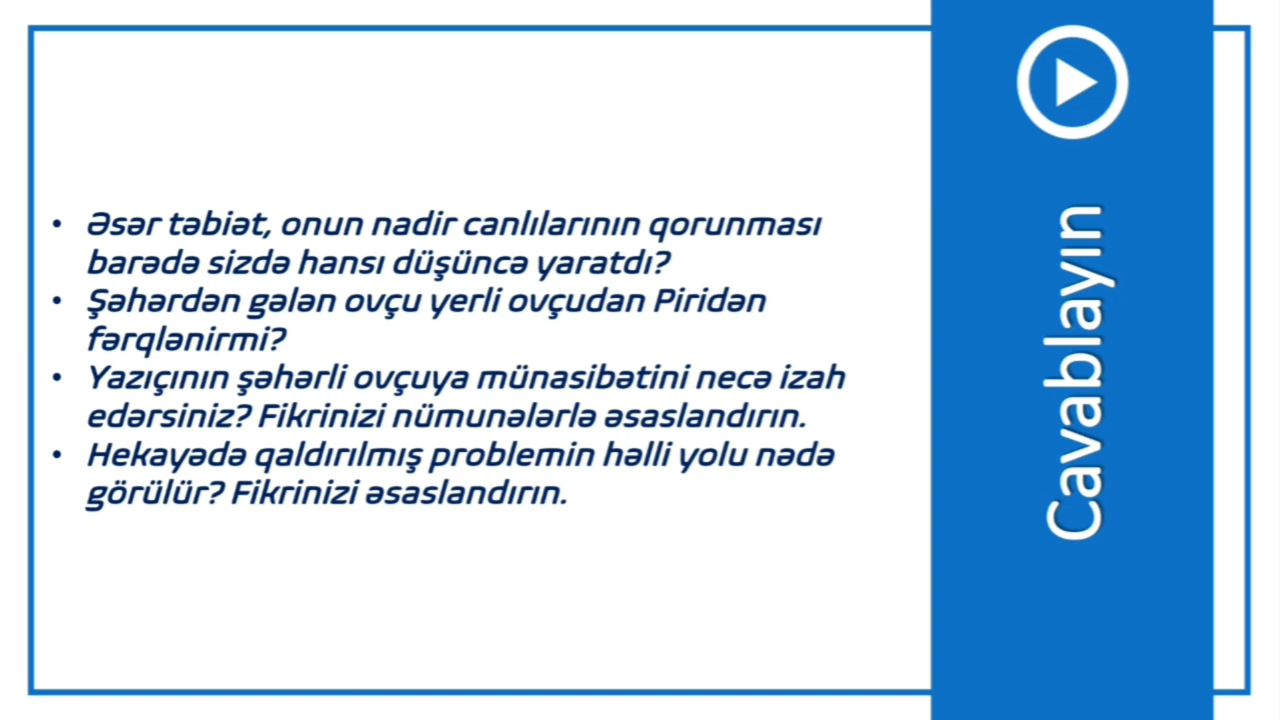 • Əsər təbiət, onun nadir canlılarının qorunması
barədə sizdə hansı düşüncə yaratdı?
• Şəhərdən gələn ovçu yerli ovçudan Piridən
fərqlənirmi?
• Yazıçının şəhərli ovçuya münasibətini necə izah
edərsiniz? Fikrinizi nümunələrlə əsaslandırın.
• Hekayədə qaldırılmış problemin həlli yolu nədə
görülür? Fikrinizi əsaslandırın.
Cavablayın